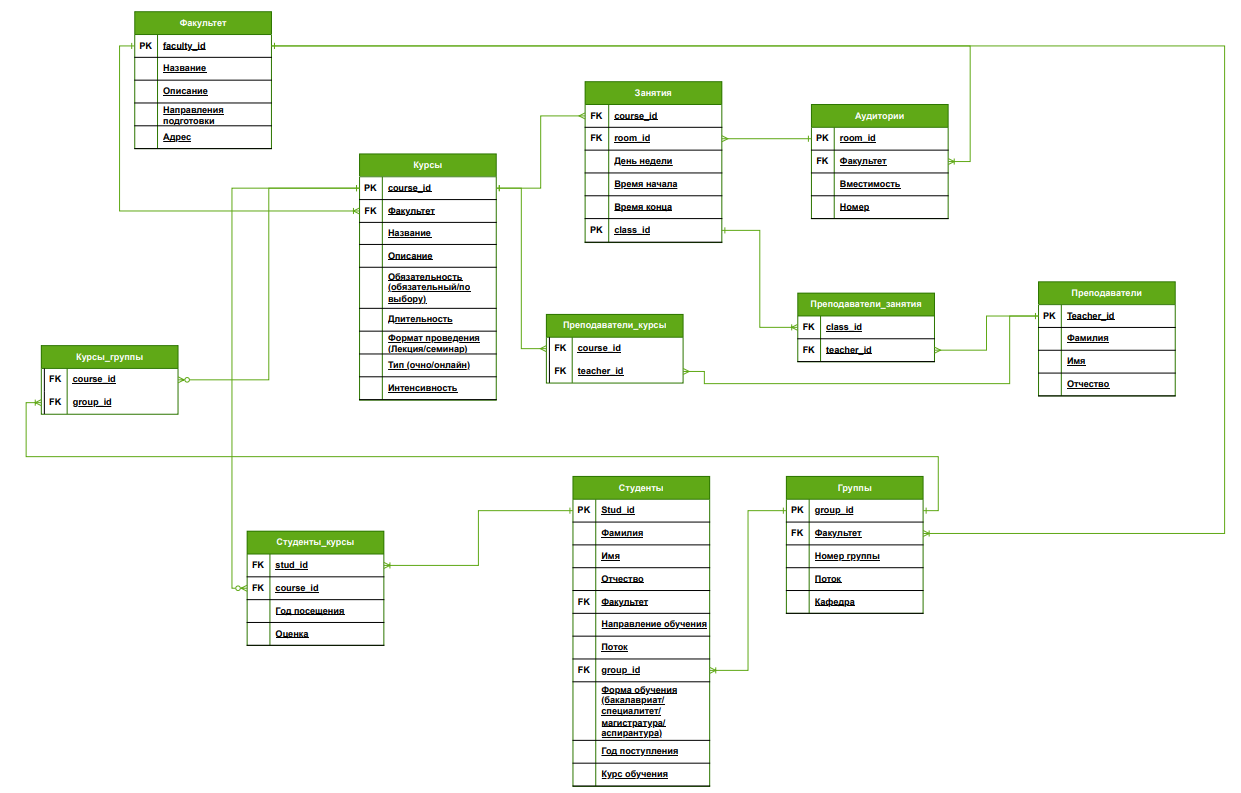 Факультет
PK faculty_id
Название
Описание
Направления
подготовки
Адрес
Занятия
FK course_id
FK room_id
День недели
Время начала
Время конца
PK class_id
Аудитории
PK room_id
FK Факультет
Вместимость
Номер
Курсы
PK course_id
FK Факультет
Название
Описание
Обязательность
(обязательный/по
выбору)
Длительность
Формат проведения
(Лекция/семинар)
Тип (очно/онлайн)
Интенсивность
Преподаватели_курсы
FK course_id
FK teacher_id
Преподаватели_занятия
FK class_id
FK teacher_id
Преподаватели
PK Teacher_id
Фамилия
Имя
Отчество
Курсы_группы
FK course_id
FK group_id
Студенты_курсы
FK stud_id
FK course_id
Год посещения
Оценка
Студенты
PK Stud_id
Фамилия
Имя
Отчество
FK Факультет
Направление обучения
Поток
FK group_id
Форма обучения
(бакалавриат/
специалитет/
магистратура/
аспирантура)
Год поступления
Курс обучения
Группы
PK group_id
FK Факультет
Номер группы
Поток
Кафедра